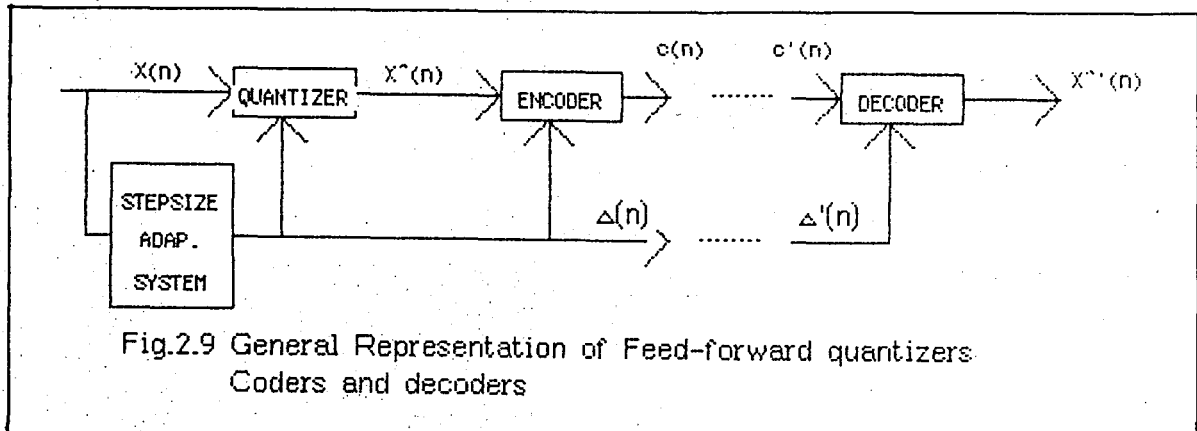 c(n) c'(n)
X(n) X^(n) X^'(n)
QUANTIZER ENCODER DECODER
STEPSIZE
ADAP.
SYSTEM
△(n) △'(n)
Fig.2.9 General Representation of Feed-forward quantizers
Coders and decoders